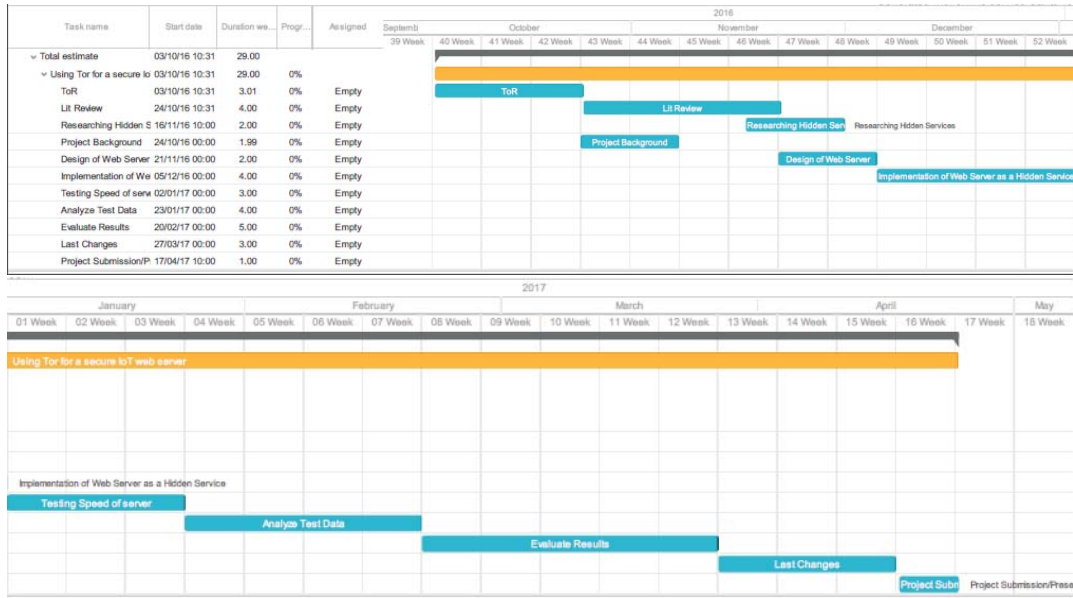 2016
Task name Start date Duration we... Progr... Assigned Septemb October November December
39 Week 40 Week 41 Week 42 Week 43 Week 44 Week 45 Week 46 Week 47 Week 48 Week 49 Week 50 Week 51 Week 52 Week
Total estimate 03/10/16 10:31 29.00
Using Tor for a secure Io 03/10/16 10:31 29.00 0%
ToR 03/10/16 10:31 3.01 0% Empty ToR
Lit Review 24/10/16 10:31 4.00 0% Empty Lit Review
Researching Hidden S 16/11/16 10:00 2.00 0% Empty Researching Hidden Ser Researching Hidden Services
Project Background 24/10/16 00:00 1.99 0% Empty Project Background
Design of Web Server 21/11/16 00:00 2.00 0% Empty Design of Web Server
Implementation of We 05/12/16 00:00 4.00 0% Empty Implementation of Web Server as a Hidden Service
Testing Speed of serv 02/01/17 00:00 3.00 0% Empty
Analyze Test Data 23/01/17 00:00 4.00 0% Empty
Evaluate Results 20/02/17 00:00 5.00 0% Empty
Last Changes 27/03/17 00:00 3.00 0% Empty
Project Submission/P 17/04/17 10:00 1.00 0% Empty
2017
January February March April May
01 Week 02 Week 03 Week 04 Week 05 Week 06 Week 07 Week 08 Week 09 Week 10 Week 11 Week 12 Week 13 Week 14 Week 15 Week 16 Week 17 Week 18 Week
Using Tor for a secure IoT web server
Implementation of Web Server as a Hidden Service
Testing Speed of server
Analyze Test Data
Evaluate Results
Last Changes
Project Subn Project Submission/Prese